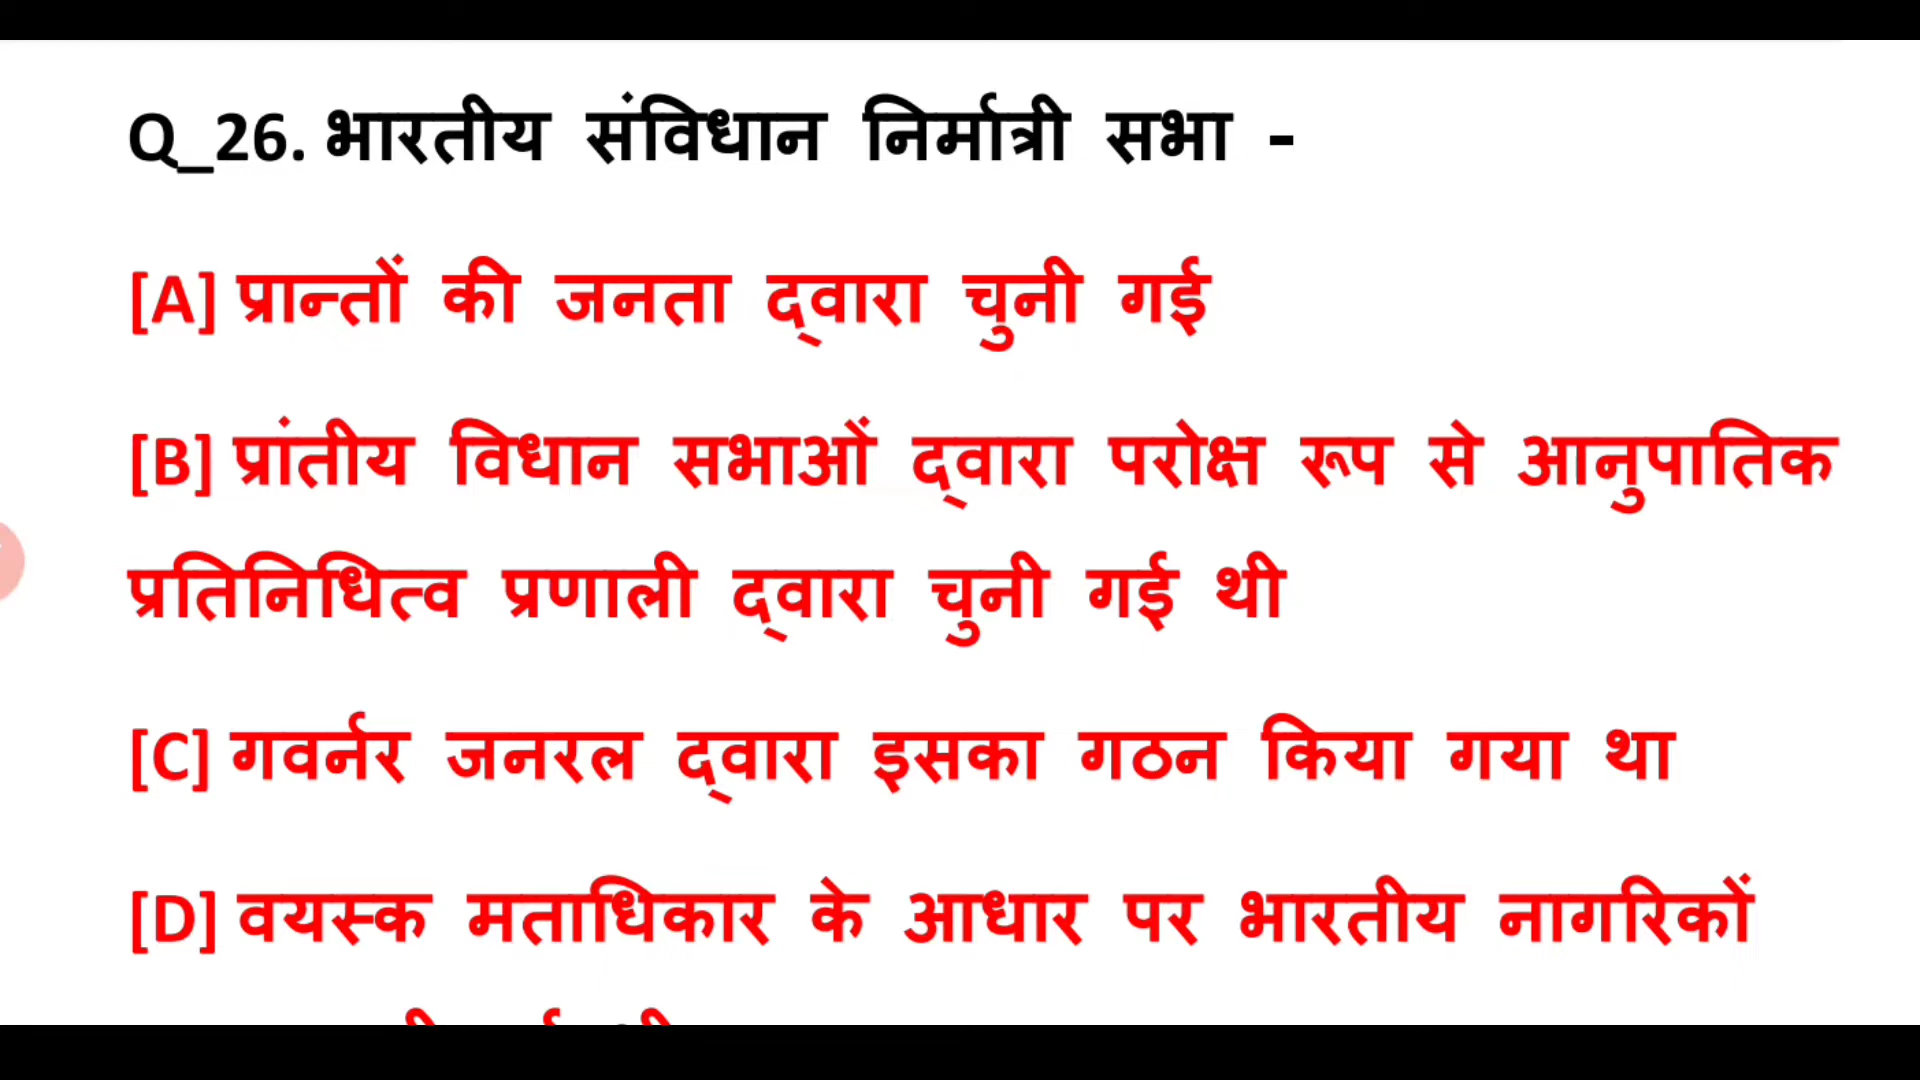 Q_26. भारतीय संविधान निर्मात्री सभा -
[A] प्रान्तों की जनता द्वारा चुनी गई
[B] प्रांतीय विधान सभाओं द्वारा परोक्ष रूप से आनुपातिक
प्रतिनिधित्व प्रणाली द्वारा चुनी गई थी
[C] गवर्नर जनरल द्वारा इसका गठन किया गया था
[D] वयस्क मताधिकार के आधार पर भारतीय नागरिकों